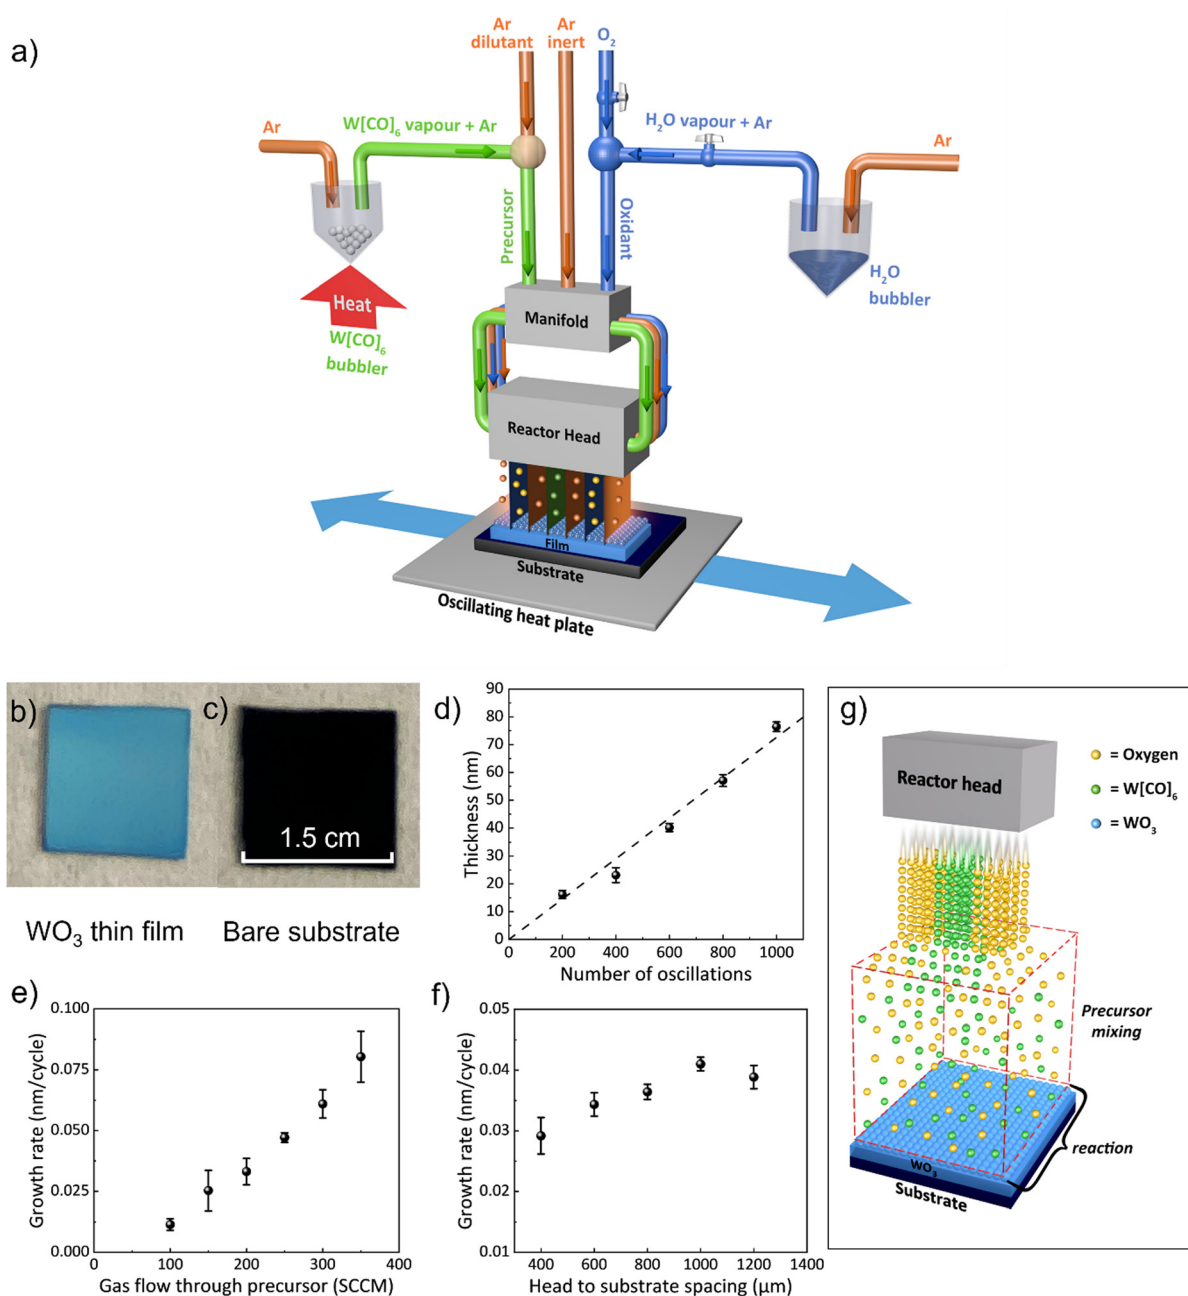 a)
Ar
dilutant
Ar
inert
O₂
Ar
W[CO]₆ vapour + Ar
H₂O vapour + Ar
Ar
Precursor
Oxidant
Heat
W[CO]₆
bubbler
H₂O
bubbler
Manifold
Reactor Head
Film
Substrate
Oscillating heat plate
b)
c)
1.5 cm
WO₃ thin film
Bare substrate
d)
Thickness (nm)
90
80
70
60
50
40
30
20
10
0
0
200
400
600
800
1000
Number of oscillations
e)
Growth rate (nm/cycle)
0.100
0.075
0.050
0.025
0.000
0
100
200
300
400
Gas flow through precursor (SCCM)
f)
Growth rate (nm/cycle)
0.05
0.04
0.03
0.02
0.01
400
600
800
1000
1200
1400
Head to substrate spacing (µm)
g)
Reactor head
= Oxygen
= W[CO]₆
= WO₃
Precursor
mixing
reaction
WO₃
Substrate